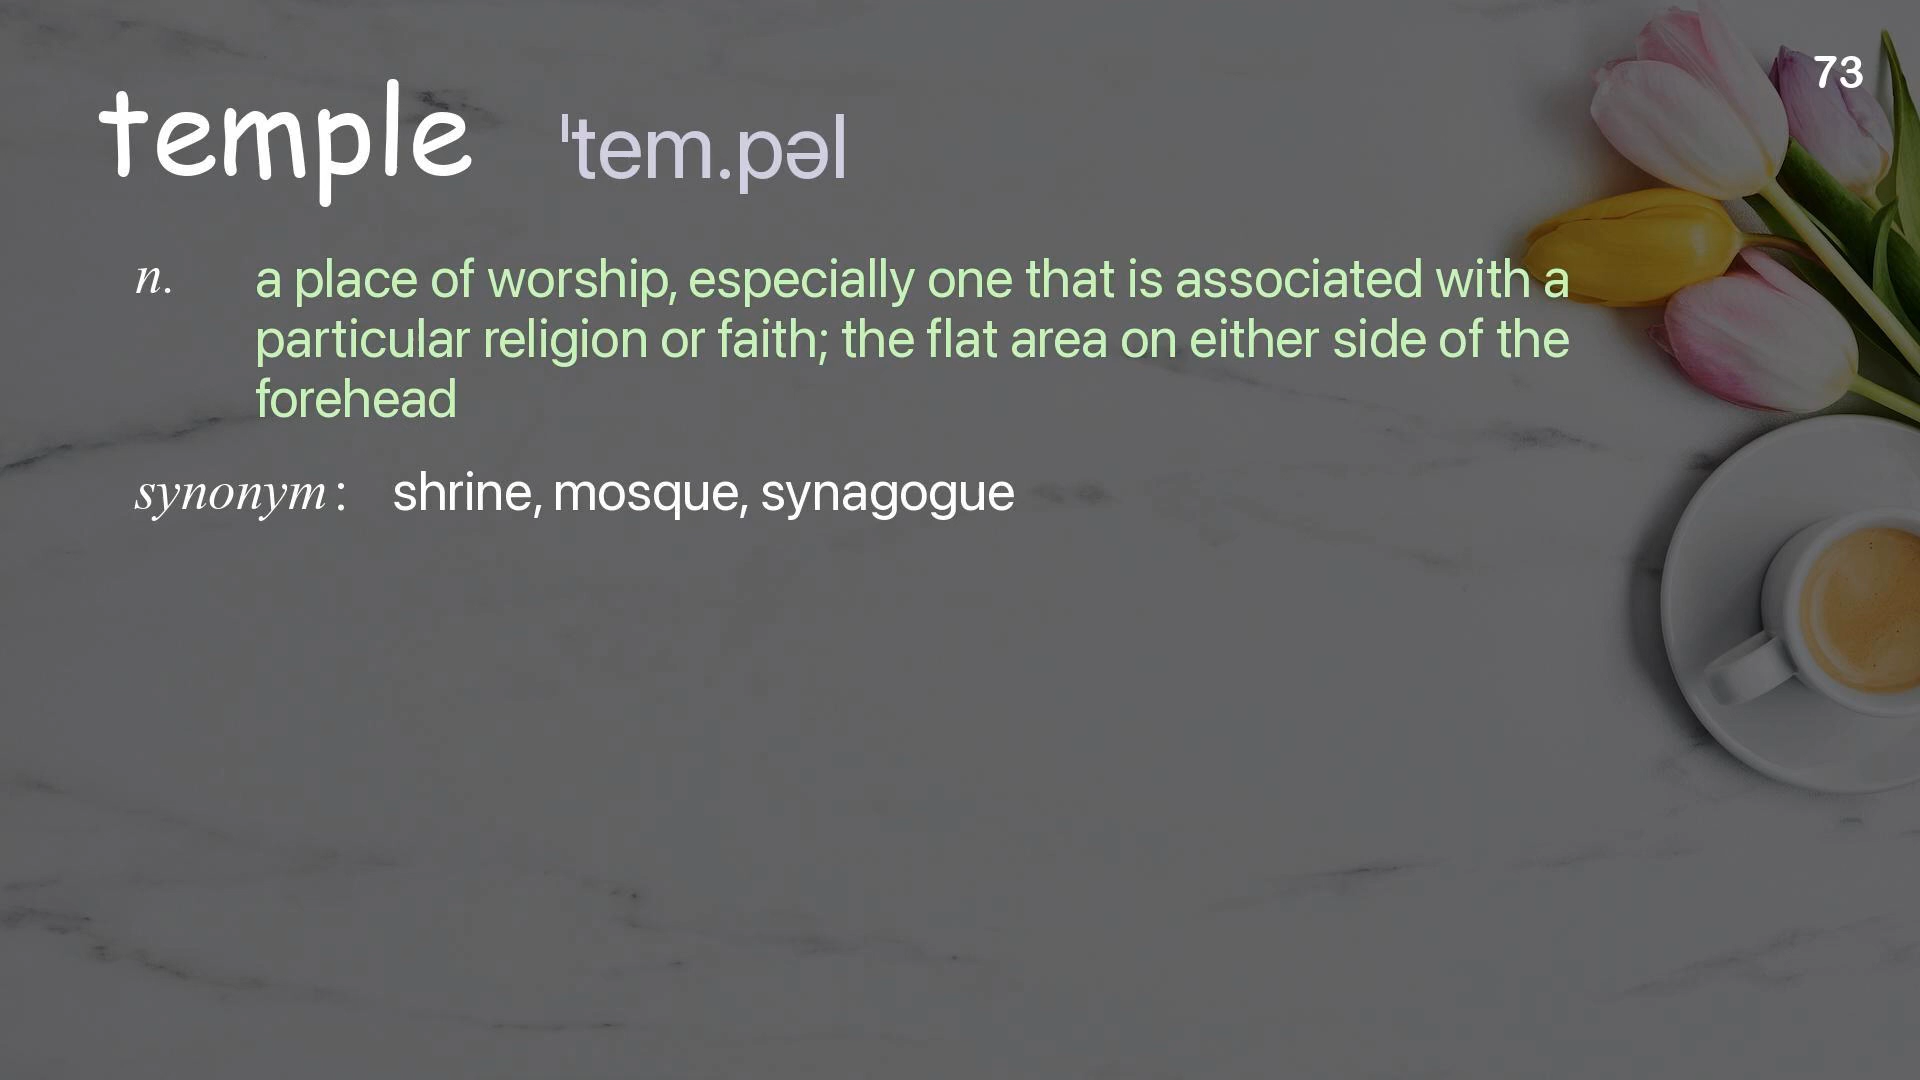 73
temple ˈtem.pəl
n. a place of worship, especially one that is associated with a
particular religion or faith; the flat area on either side of the
forehead
synonym : shrine, mosque, synagogue